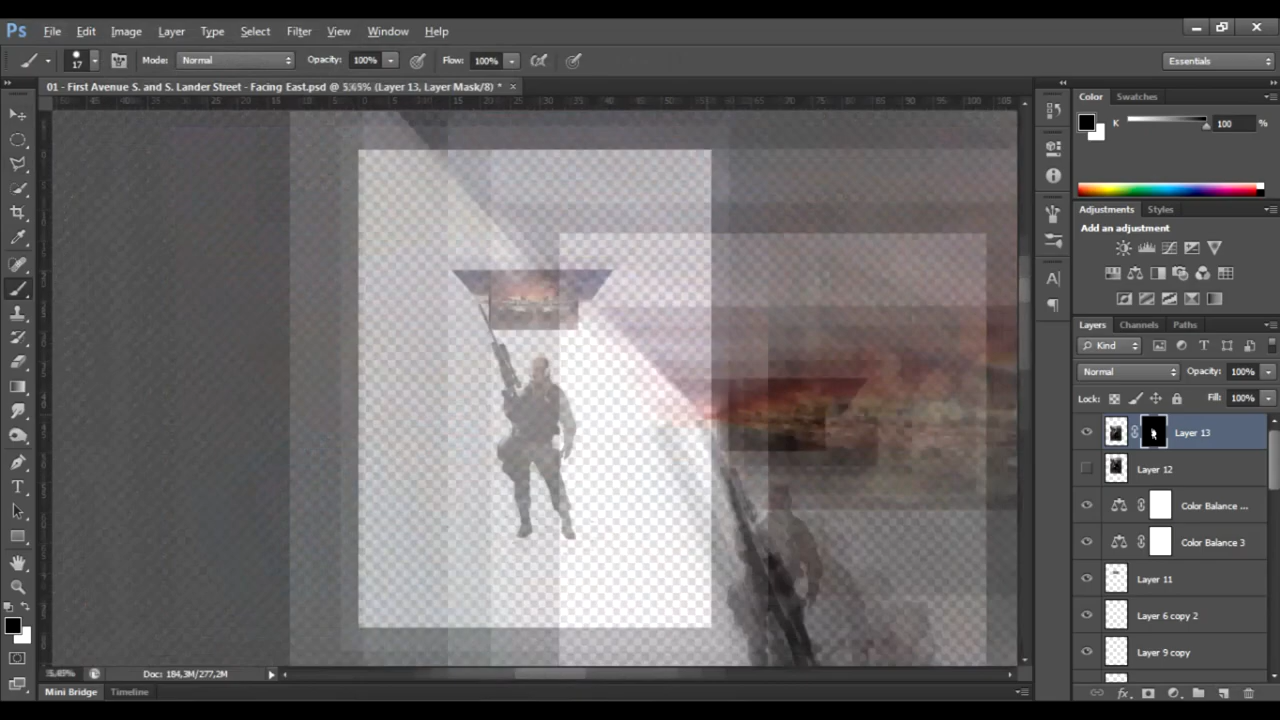 Ps File Edit Image Layer Type Select Filter View Window Help
17 Mode: Normal Opacity: 100% Flow: 100% Essentials
01 - First Avenue S. and S. Lander Street - Facing East.psd @ 5,65% (Layer 13, Layer Mask/8) *
Color Swatches
K 100 %
Adjustments Styles
Add an adjustment
Layers Channels Paths
Kind
Normal Opacity: 100%
Lock: Fill: 100%
Layer 13
Layer 12
Color Balance ...
Color Balance 3
Layer 11
Layer 6 copy 2
Layer 9 copy
Doc: 184,3M/277,2M
Mini Bridge Timeline